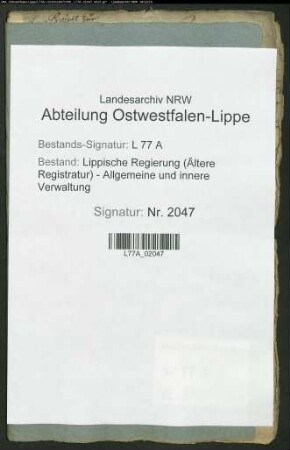 Landesarchiv NRW
Abteilung Ostwestfalen-Lippe
Bestands-Signatur: L 77 A
Bestand: Lippische Regierung (Ältere
Registratur) - Allgemeine und innere
Verwaltung
Signatur: Nr. 2047
L77A_02047